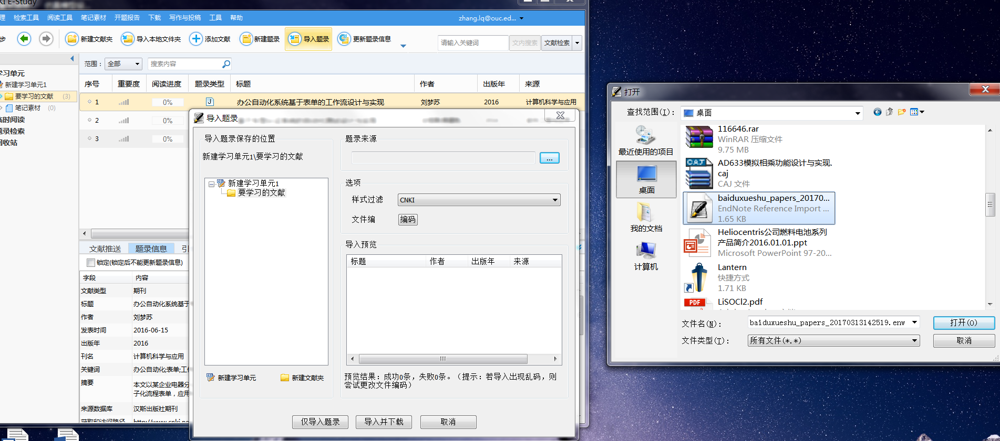 KI E-Study
理 检索工具 阅读工具 笔记素材 开题报告 下载 写作与投稿 工具 帮助 zhang.lq@ouc.ed...
步 新建文献夹 导入本地文件夹 添加文献 新建题录 导入题录 更新题录信息 请输入关键词 文内搜索 文献检索
范围： 全部 搜索内容
学习单元
新建学习单元1
要学习的文献 (3)
笔记素材 (0)
临时阅读
题录检索
回收站
序号 重要度 阅读进度 题录类型 标题 作者 出版年 来源
1 0% J 办公自动化系统基于表单的工作流设计与实现 刘梦苏 2016 计算机科学与应用
2 0%
3 0%
文献推送 题录信息 引
锁定(锁定后不能更新题录信息)
字段 内容
文献类型 期刊
标题 办公自动化系统基于
作者 刘梦苏
发表时间 2016-06-15
出版年 2016
刊名 计算机科学与应用
关键词 办公自动化;表单;工
摘要 本文以某企业电器分
子化流程表单，应用
来源数据库 汉斯出版社期刊
获取和访问路径 http://www.cnki.ne
导入题录
导入题录保存的位置
新建学习单元1\要学习的文献
新建学习单元1
要学习的文献
新建学习单元 新建文献夹
题录来源
...
选项
样式过滤 CNKI
文件编 编码
导入预览
标题 作者 出版年 来源
预览结果：成功0条，失败0条。（提示：若导入出现乱码，则
尝试更改文件编码）
仅导入题录 导入并下载 取消
打开
查找范围(I)： 桌面
最近使用的项目
桌面
我的文档
计算机
116646.rar
WinRAR 压缩文件
9.75 MB
CAJ
AD633模拟相乘功能设计与实现.
caj
CAJ 文件
baiduxueshu_papers_20170...
EndNote Reference Import ...
1.65 KB
Heliocentris公司燃料电池系列
产品简介2016.01.01.ppt
Microsoft PowerPoint 97-20...
Lantern
快捷方式
1.71 KB
PDF
LiSOCl2.pdf
文件名(N)： baiduxueshu_papers_20170313142519.enw 打开(O)
文件类型(T)： 所有文件(*.*) 取消